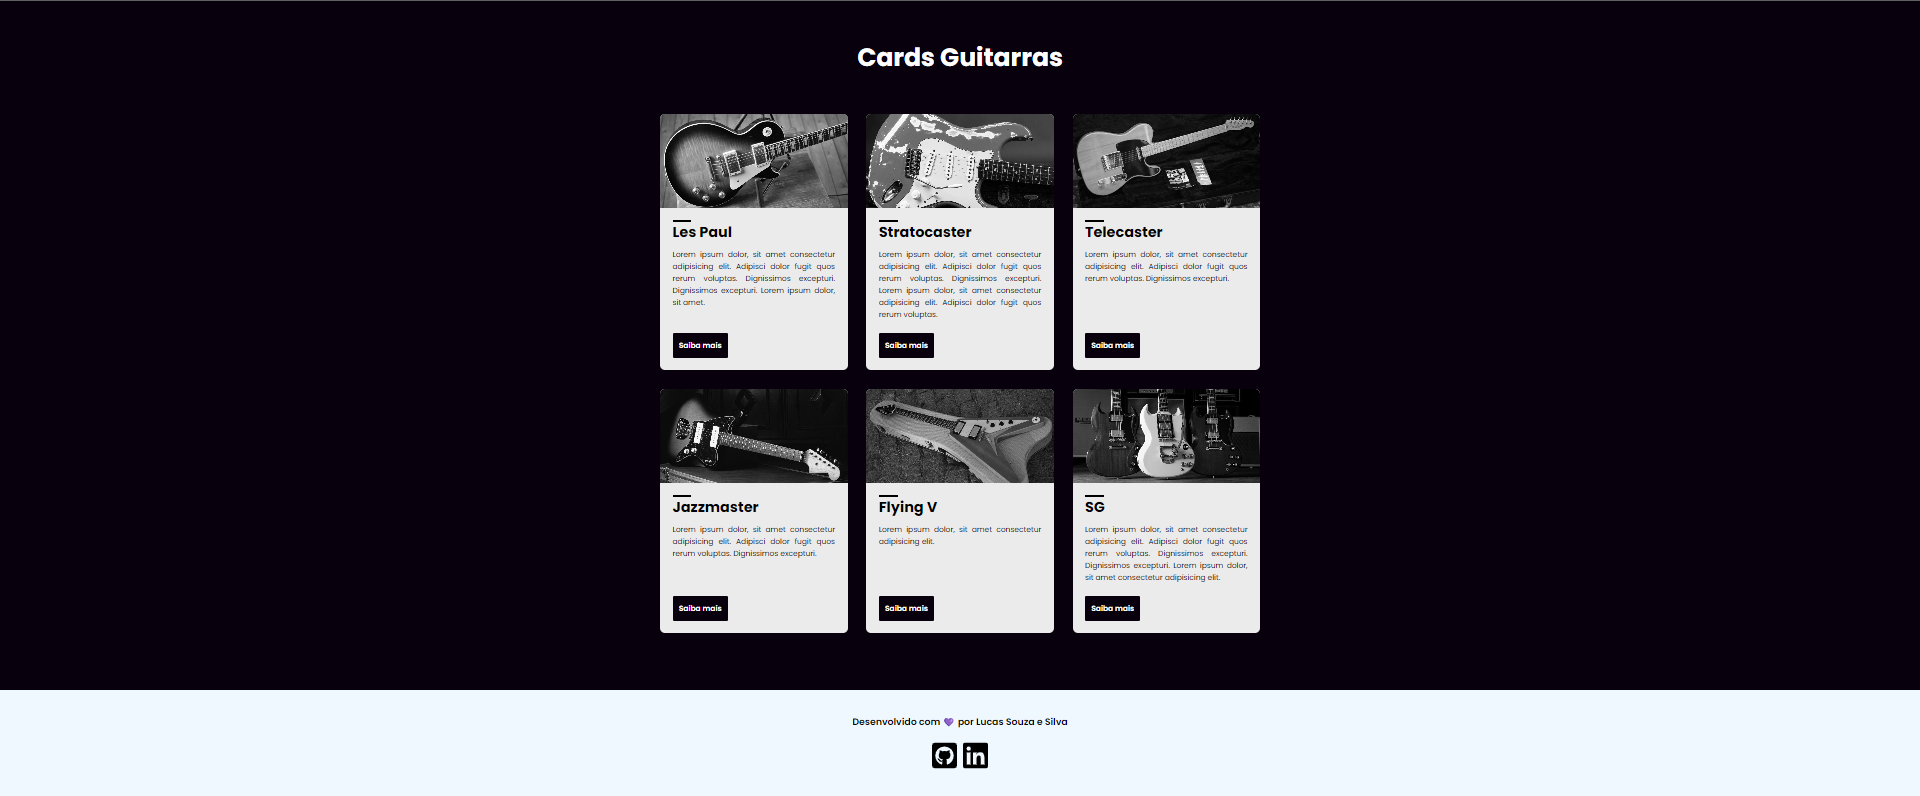 Cards Guitarras
Les Paul
Lorem ipsum dolor, sit amet consectetur
adipisicing elit. Adipisci dolor fugit quos
rerum voluptas. Dignissimos excepturi.
Dignissimos excepturi. Lorem ipsum dolor,
sit amet.
Saiba mais
Stratocaster
Lorem ipsum dolor, sit amet consectetur
adipisicing elit. Adipisci dolor fugit quos
rerum voluptas. Dignissimos excepturi.
Lorem ipsum dolor, sit amet consectetur
adipisicing elit. Adipisci dolor fugit quos
rerum voluptas.
Saiba mais
Telecaster
Lorem ipsum dolor, sit amet consectetur
adipisicing elit. Adipisci dolor fugit quos
rerum voluptas. Dignissimos excepturi.
Saiba mais
Jazzmaster
Lorem ipsum dolor, sit amet consectetur
adipisicing elit. Adipisci dolor fugit quos
rerum voluptas. Dignissimos excepturi.
Saiba mais
Flying V
Lorem ipsum dolor, sit amet consectetur
adipisicing elit.
Saiba mais
SG
Lorem ipsum dolor, sit amet consectetur
adipisicing elit. Adipisci dolor fugit quos
rerum voluptas. Dignissimos excepturi.
Dignissimos excepturi. Lorem ipsum dolor,
sit amet consectetur adipisicing elit.
Saiba mais
Desenvolvido com 💜 por Lucas Souza e Silva
in